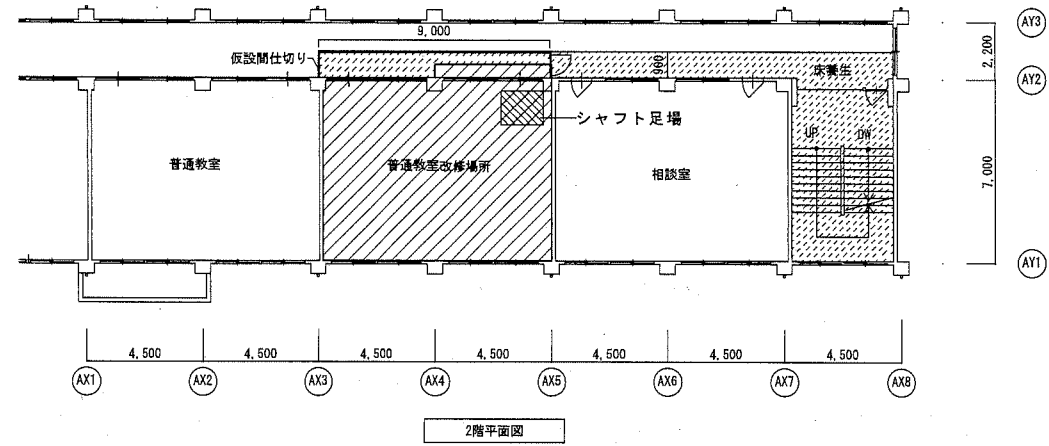 AY3
9,000
2,200
仮設間仕切り
900
床養生
AY2
シャフト足場
UP
DW
普通教室
普通教室改修場所
相談室
7,000
AY1
4,500
4,500
4,500
4,500
4,500
4,500
4,500
AX1
AX2
AX3
AX4
AX5
AX6
AX7
AX8
2階平面図